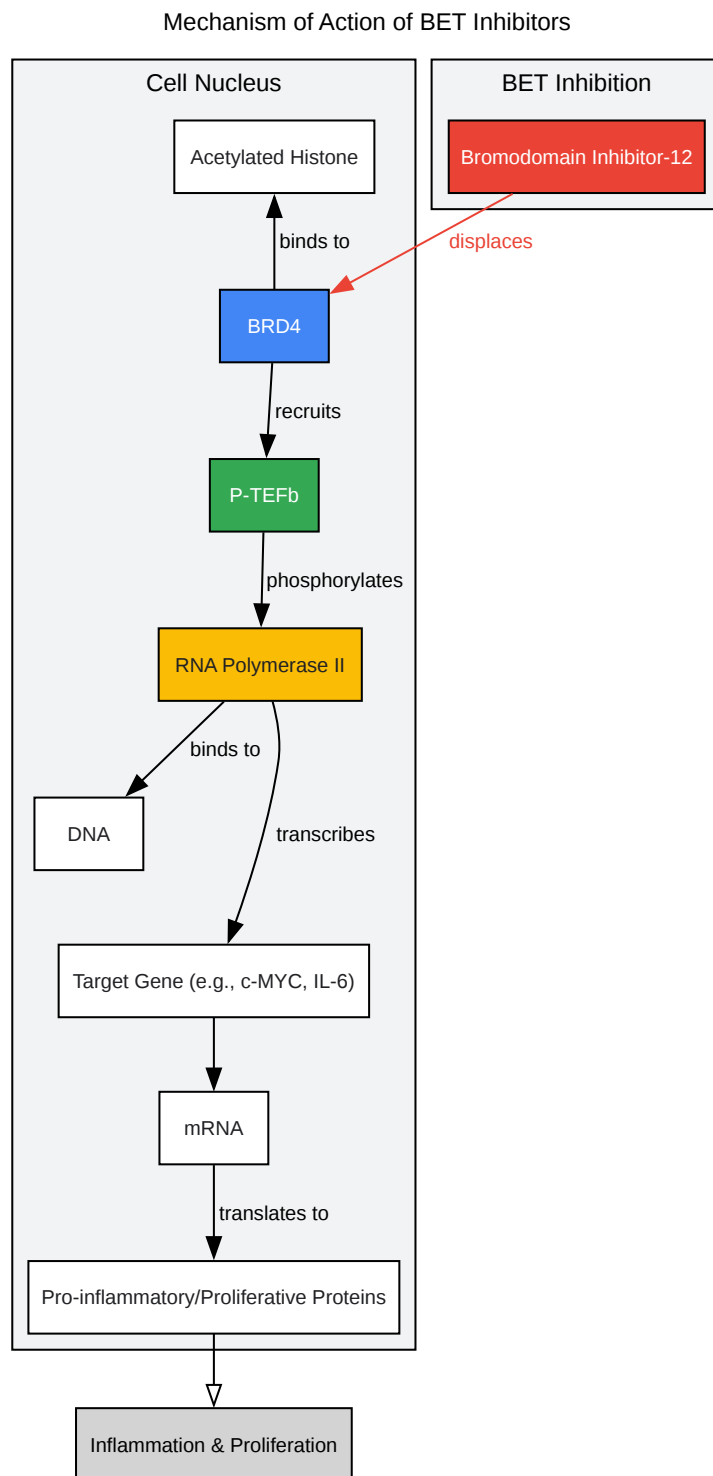 Mechanism of Action of BET Inhibitors
Cell Nucleus
BET Inhibition
Acetylated Histone
Bromodomain Inhibitor-12
binds to
displaces
BRD4
recruits
P-TEFb
phosphorylates
RNA Polymerase II
binds to
DNA
transcribes
Target Gene (e.g., c-MYC, IL-6)
mRNA
translates to
Pro-inflammatory/Proliferative Proteins
Inflammation & Proliferation